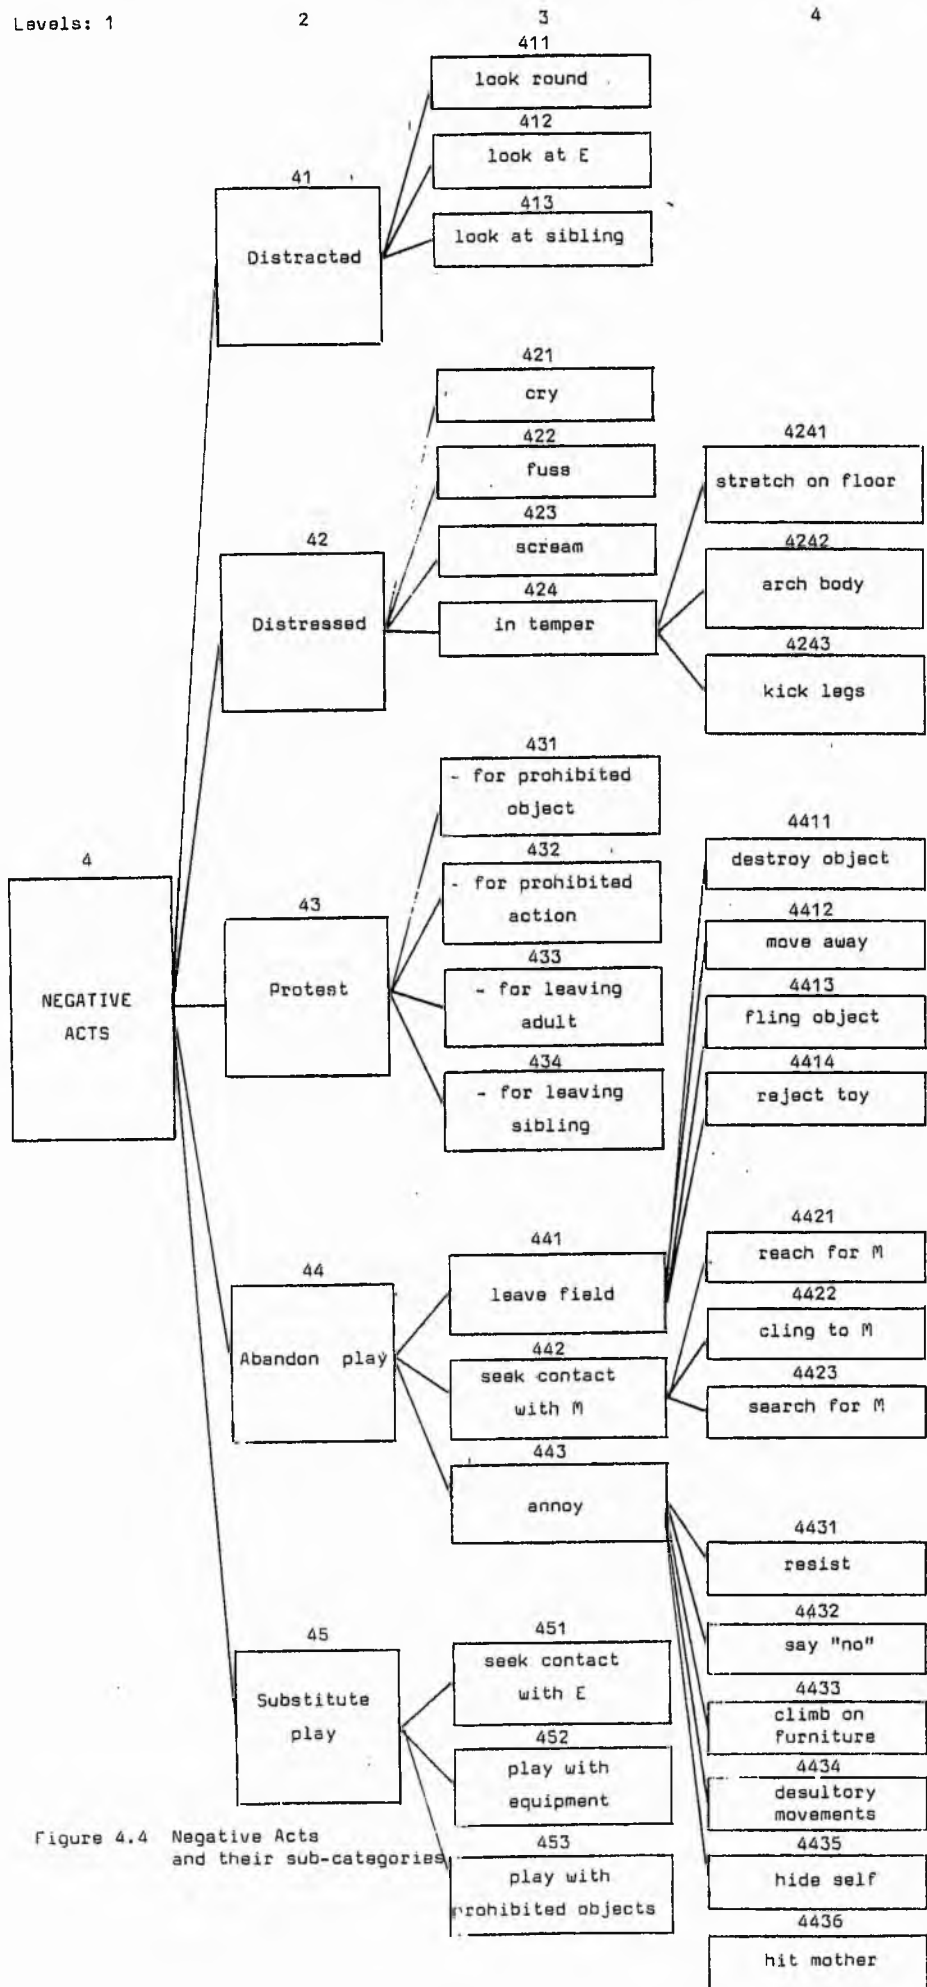 Levels: 1 2 3 4
411
look round
412
look at E
41
413
look at sibling
Distracted
421
cry
422
fuss
4241
stretch on floor
423
scream
42
4242
arch body
424
in temper
Distressed
4243
kick legs
431
- for prohibited
object
4411
destroy object
4
432
- for prohibited
action
43
4412
move away
433
- for leaving
adult
Protest
4413
fling object
NEGATIVE
ACTS
434
- for leaving
sibling
4414
reject toy
4421
reach for M
441
leave field
44
4422
cling to M
442
seek contact
with M
Abandon play
4423
search for M
443
annoy
4431
resist
4432
say "no"
45
451
seek contact
with E
Substitute
play
4433
climb on
furniture
452
play with
equipment
4434
desultory
movements
Figure 4.4 Negative Acts
and their sub-categories
453
play with
prohibited objects
4435
hide self
4436
hit mother